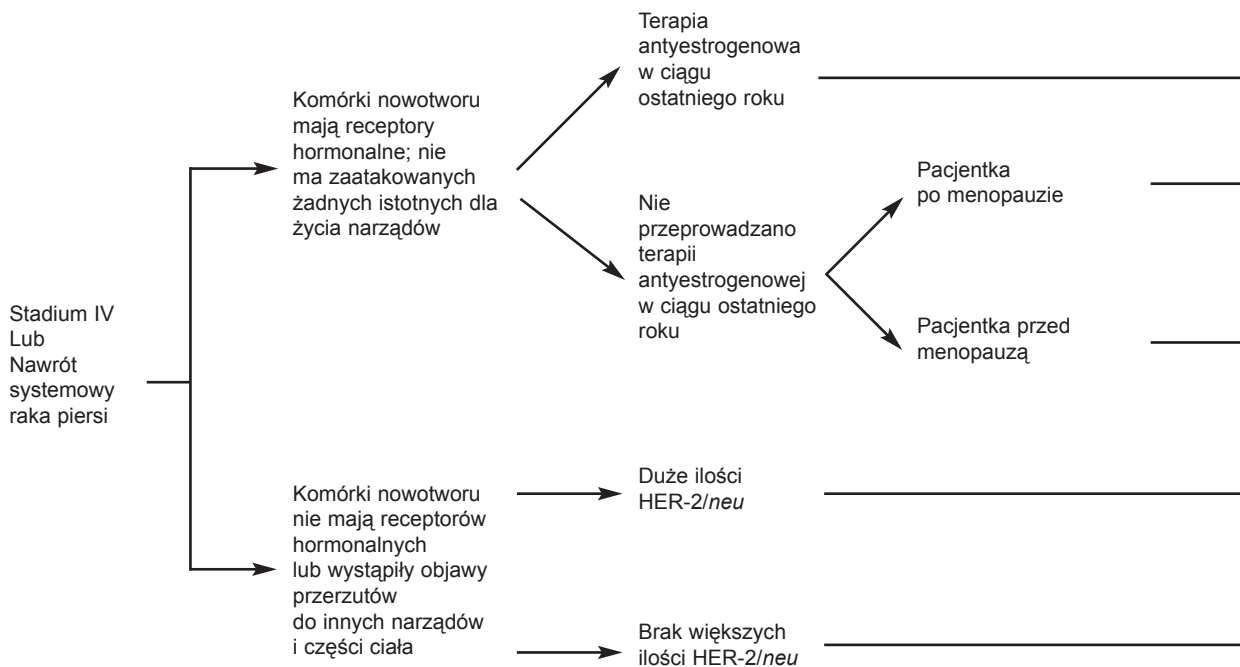 Stadium IV
Lub
Nawrót
systemowy
raka piersi
Komórki nowotworu
mają receptory
hormonalne; nie
ma zaatakowanych
żadnych istotnych dla
życia narządów
Terapia
antyestrogenowa
w ciągu
ostatniego roku
Nie
przeprowadzano
terapii
antyestrogenowej
w ciągu ostatniego
roku
Pacjentka
po menopauzie
Pacjentka przed
menopauzą
Komórki nowotworu
nie mają receptorów
hormonalnych
lub wystąpiły objawy
przerzutów
do innych narządów
i części ciała
Duże ilości
HER-2/neu
Brak większych
ilości HER-2/neu